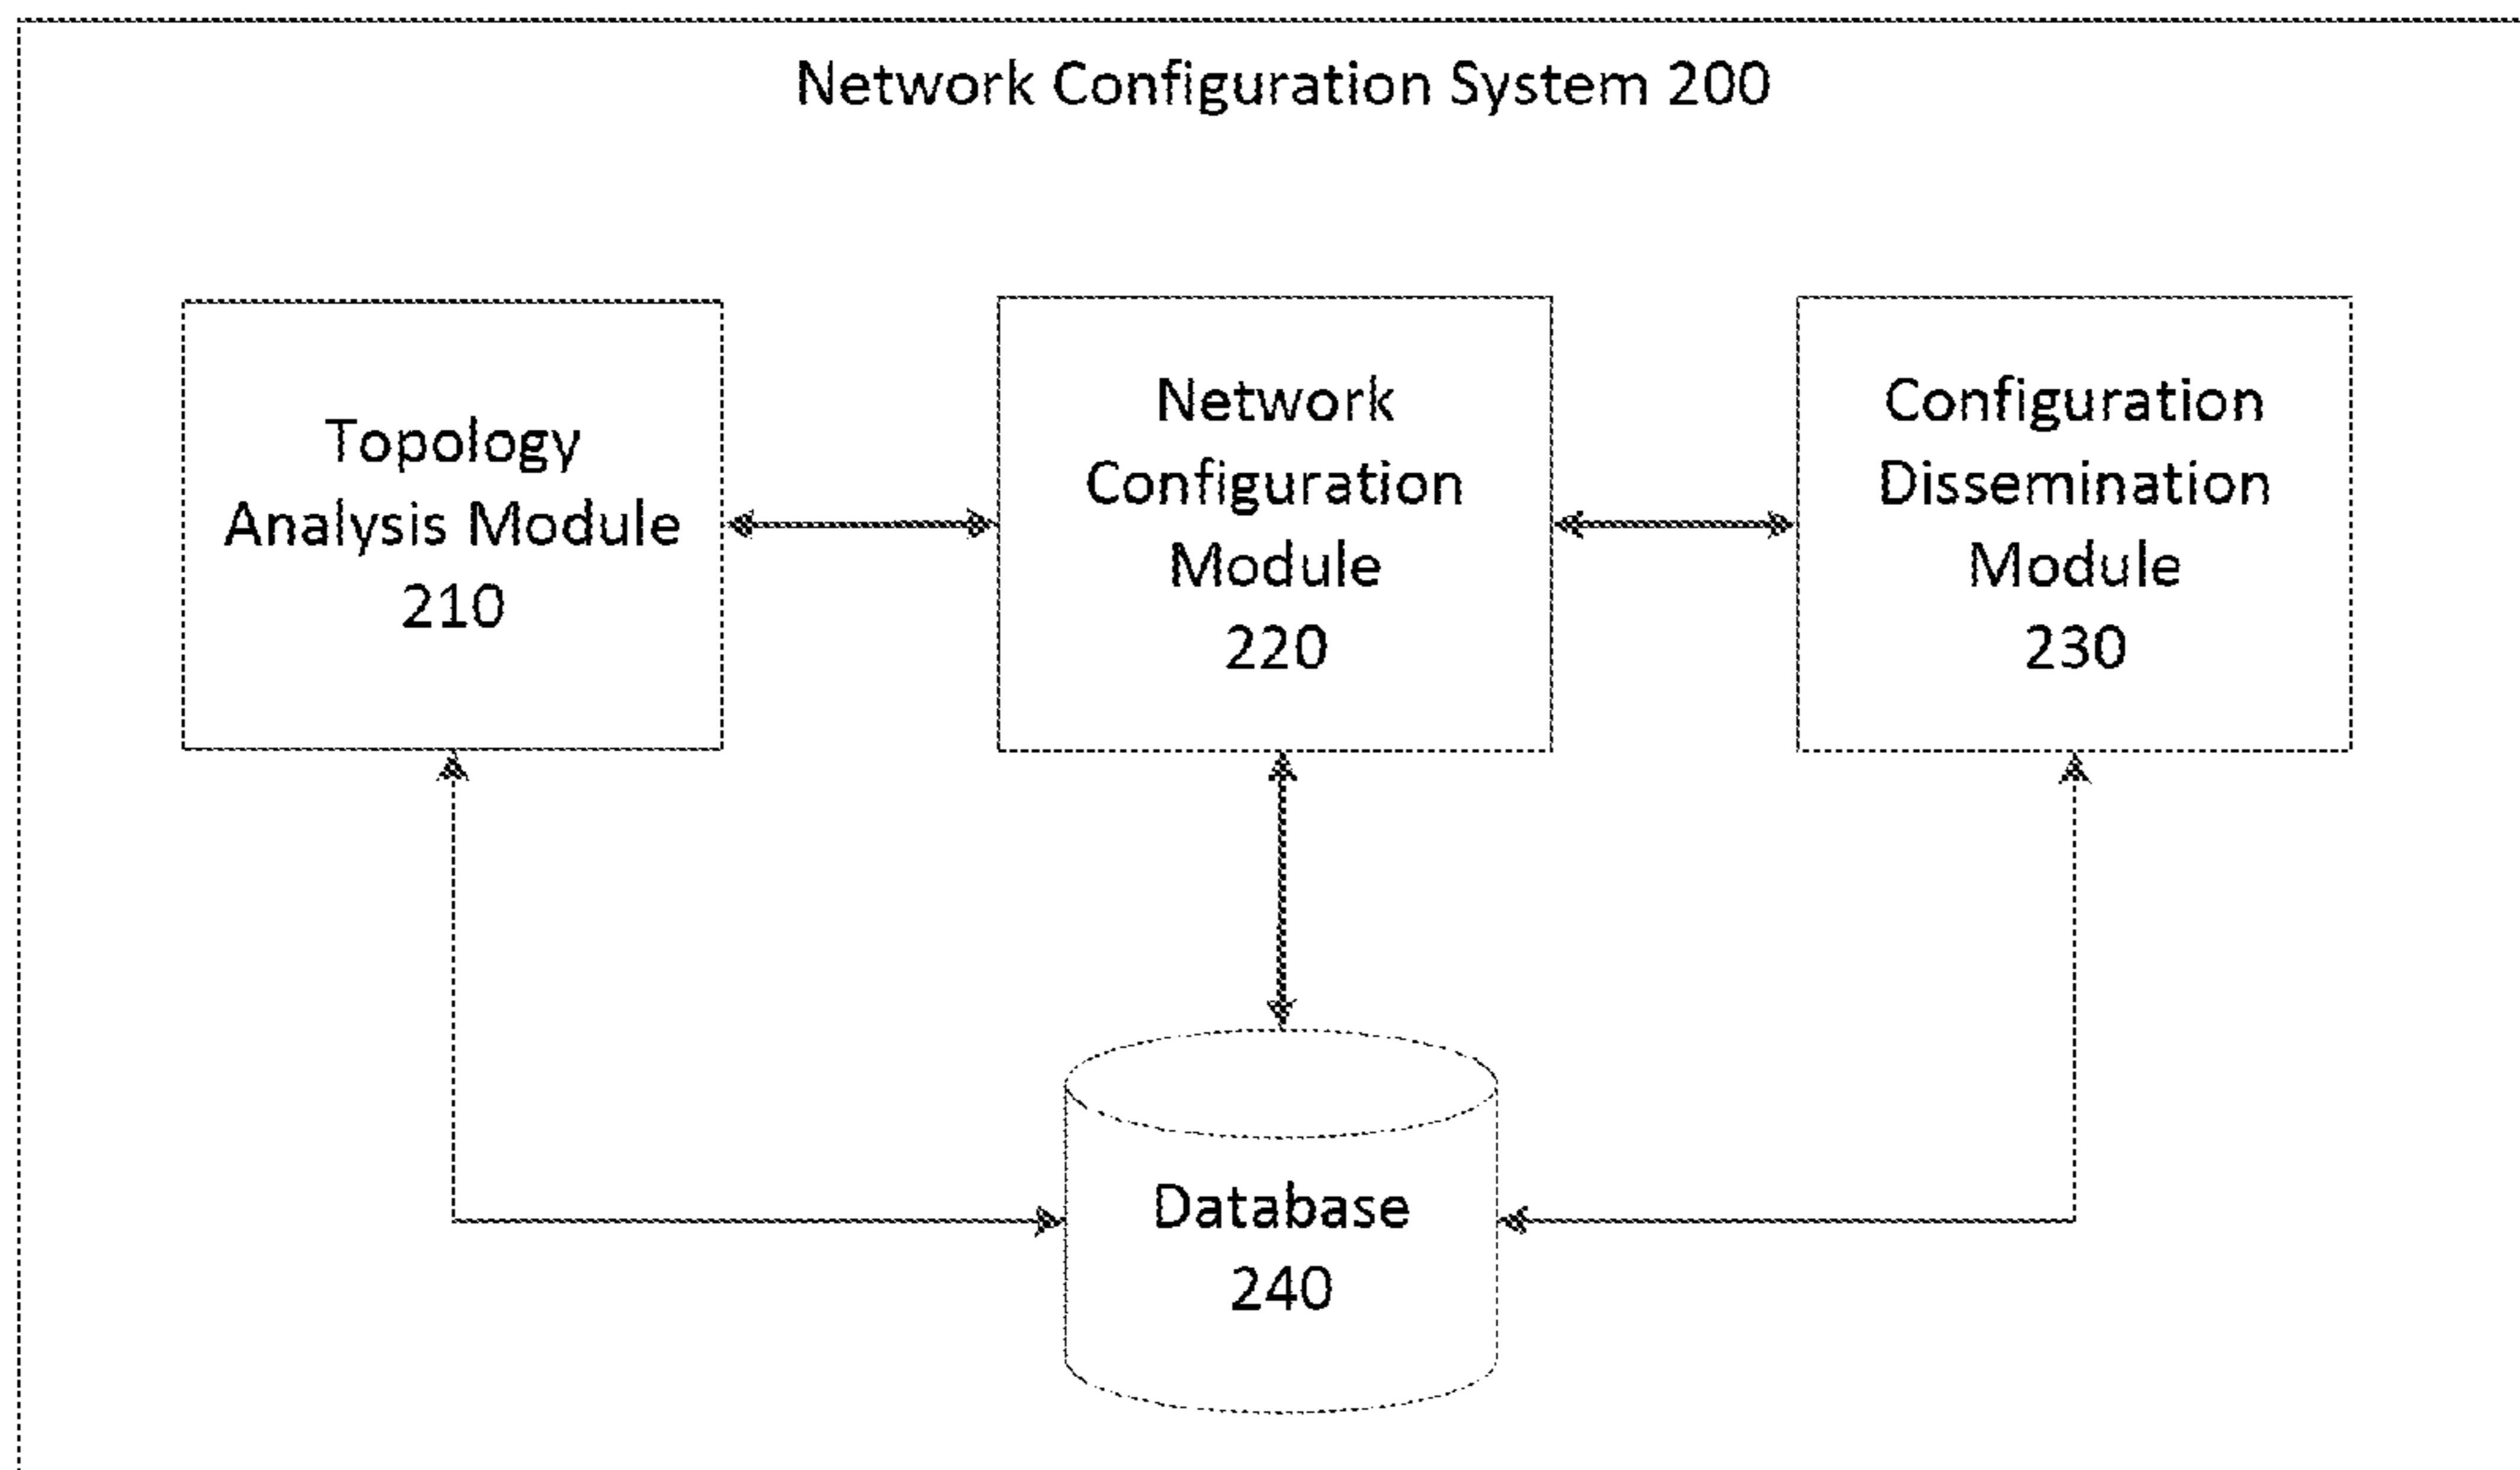 Network Configuration System 200
Topology
Analysis Module
210
Network
Configuration
Module
220
Configuration
Dissemination
Module
230
Database
240